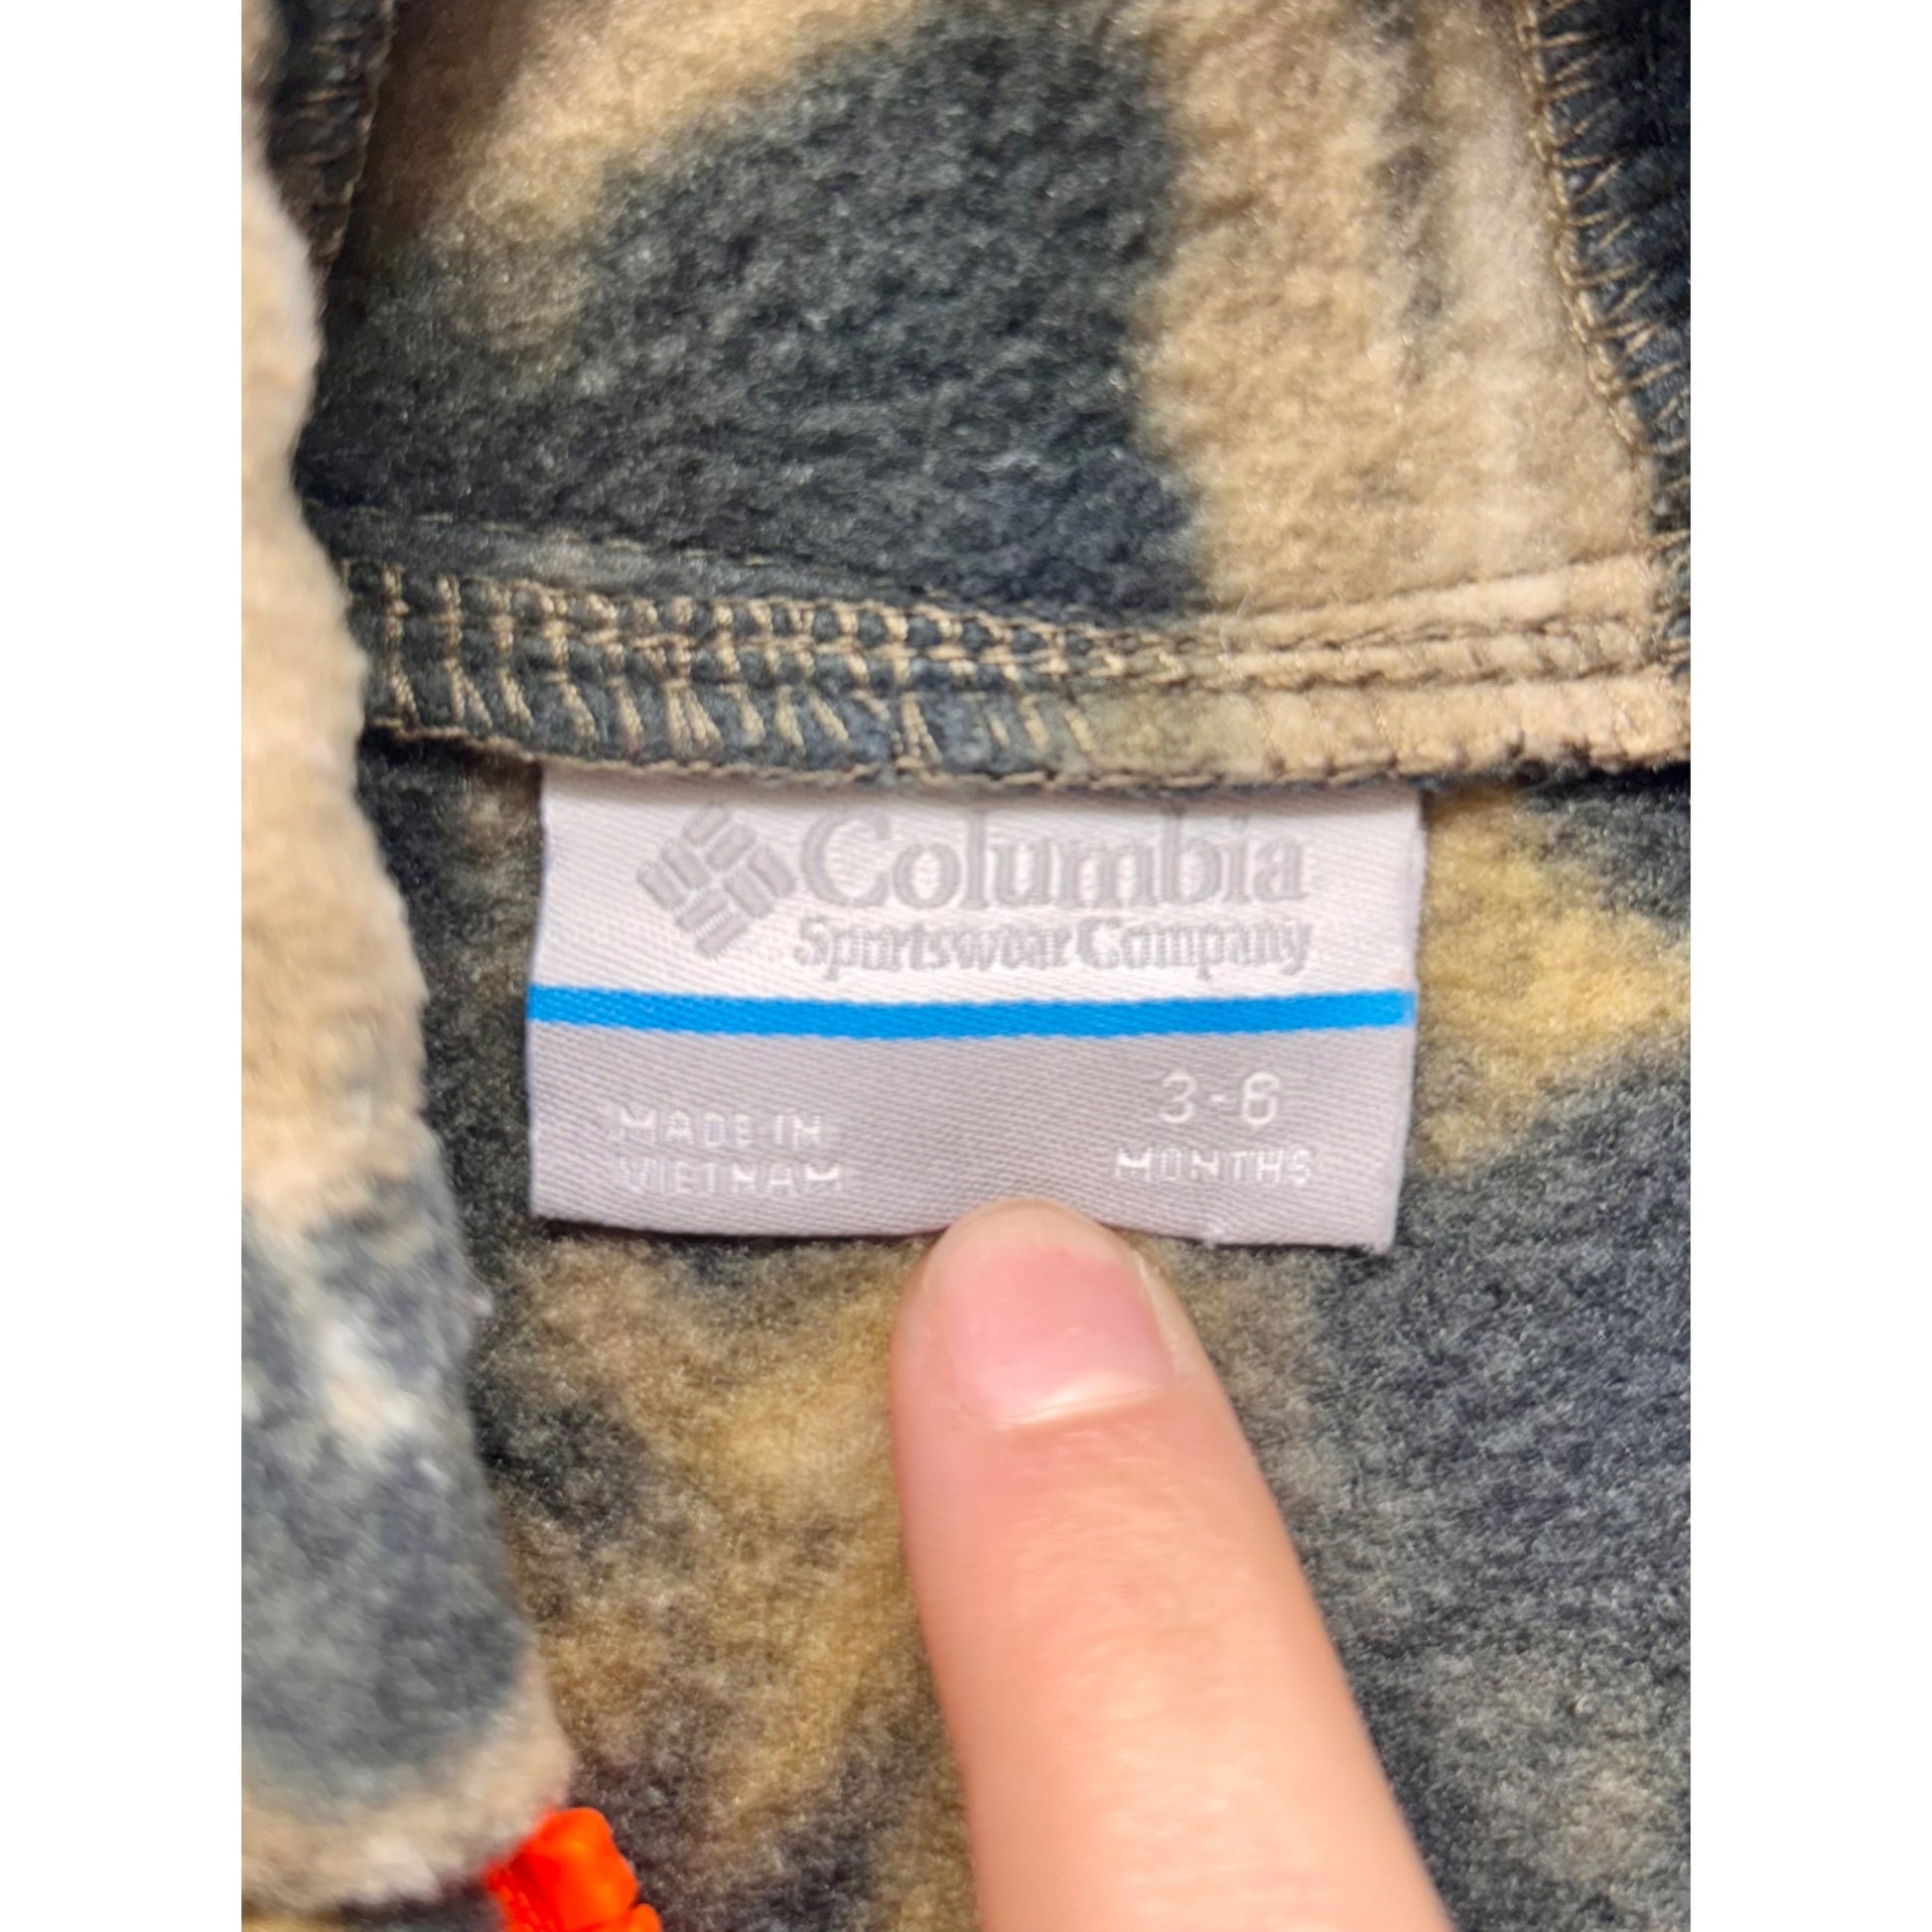 Columbia
Sportswear Company
3-6
MADE IN
MONTHS
VIETNAM